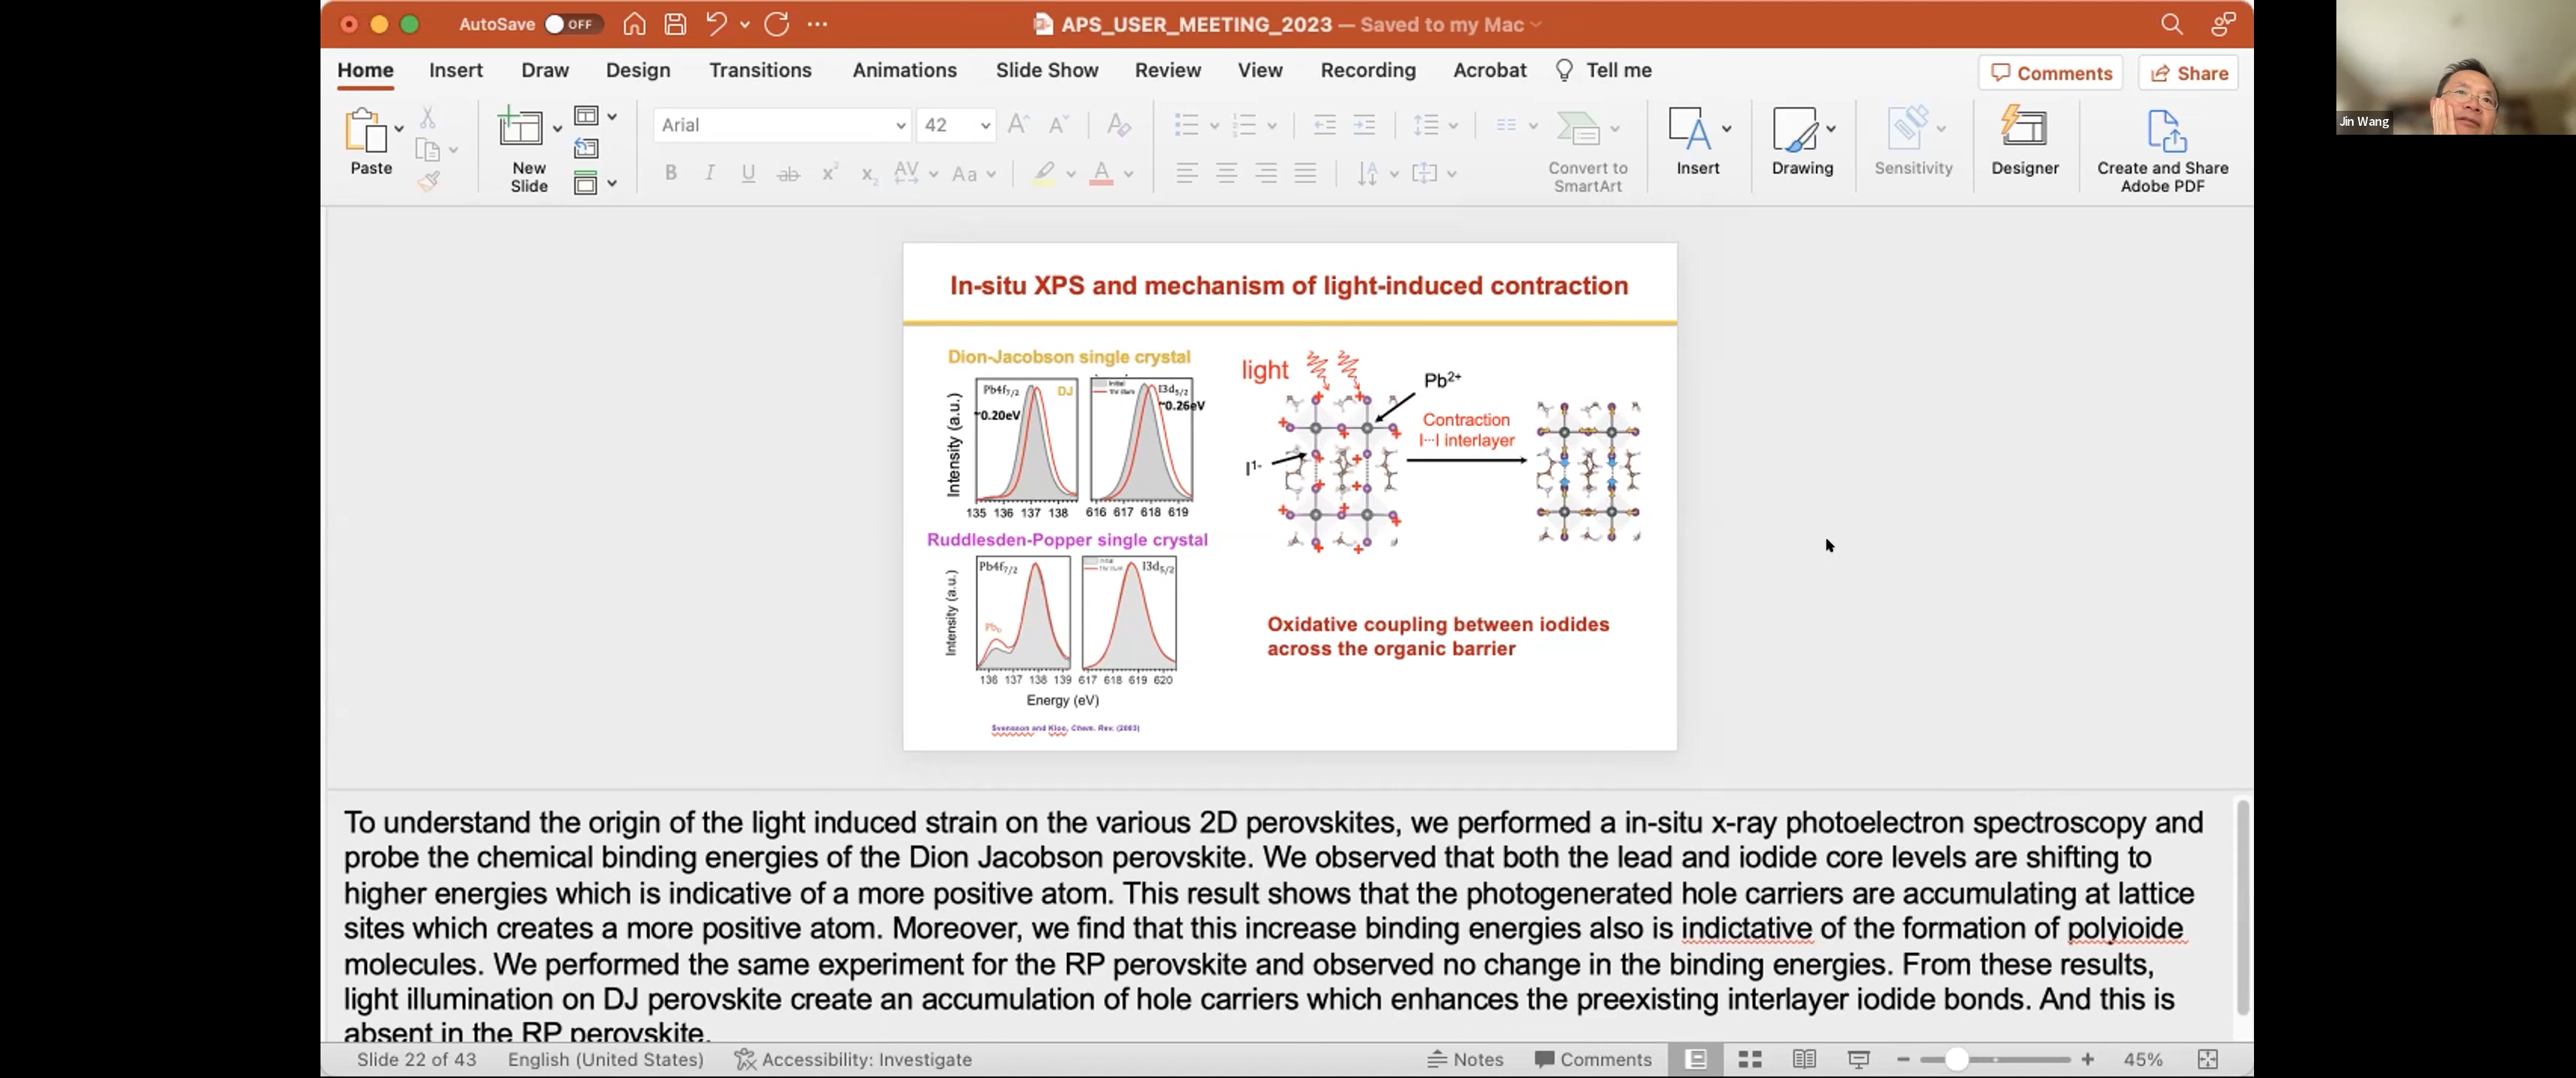 AutoSave OFF
APS_USER_MEETING_2023 — Saved to my Mac
Home Insert Draw Design Transitions Animations Slide Show Review View Recording Acrobat Tell me
Comments Share
Paste
New
Slide
Arial 42
Convert to
SmartArt
Insert
Drawing
Sensitivity
Designer
Create and Share
Adobe PDF
Jin Wang
In-situ XPS and mechanism of light-induced contraction
Dion-Jacobson single crystal
Intensity (a.u.)
Pb4f7/2 DJ
~0.20eV
135 136 137 138
Initial
I3d5/2
~0.26eV
616 617 618 619
Ruddlesden-Popper single crystal
Intensity (a.u.)
Pb4f7/2
136 137 138 139
I3d5/2
617 618 619 620
Energy (eV)
Svensson and Kloo, Chem. Rev. (2003)
light
Pb2+
I1-
Contraction
I···I interlayer
Oxidative coupling between iodides
across the organic barrier
To understand the origin of the light induced strain on the various 2D perovskites, we performed a in-situ x-ray photoelectron spectroscopy and
probe the chemical binding energies of the Dion Jacobson perovskite. We observed that both the lead and iodide core levels are shifting to
higher energies which is indicative of a more positive atom. This result shows that the photogenerated hole carriers are accumulating at lattice
sites which creates a more positive atom. Moreover, we find that this increase binding energies also is indictative of the formation of polyioide
molecules. We performed the same experiment for the RP perovskite and observed no change in the binding energies. From these results,
light illumination on DJ perovskite create an accumulation of hole carriers which enhances the preexisting interlayer iodide bonds. And this is
absent in the RP perovskite.
Slide 22 of 43 English (United States) Accessibility: Investigate
Notes Comments 45%